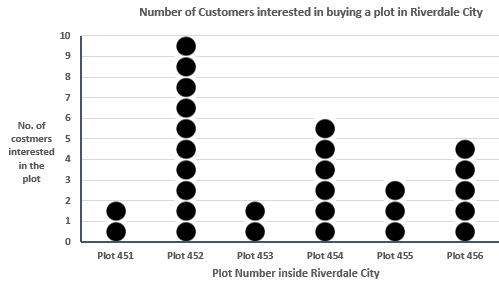 Number of Customers interested in buying a plot in Riverdale City
10
9
8
7
6
5
4
3
2
1
0
No. of
costmers
interested
in the
plot
Plot 451 Plot 452 Plot 453 Plot 454 Plot 455 Plot 456
Plot Number inside Riverdale City